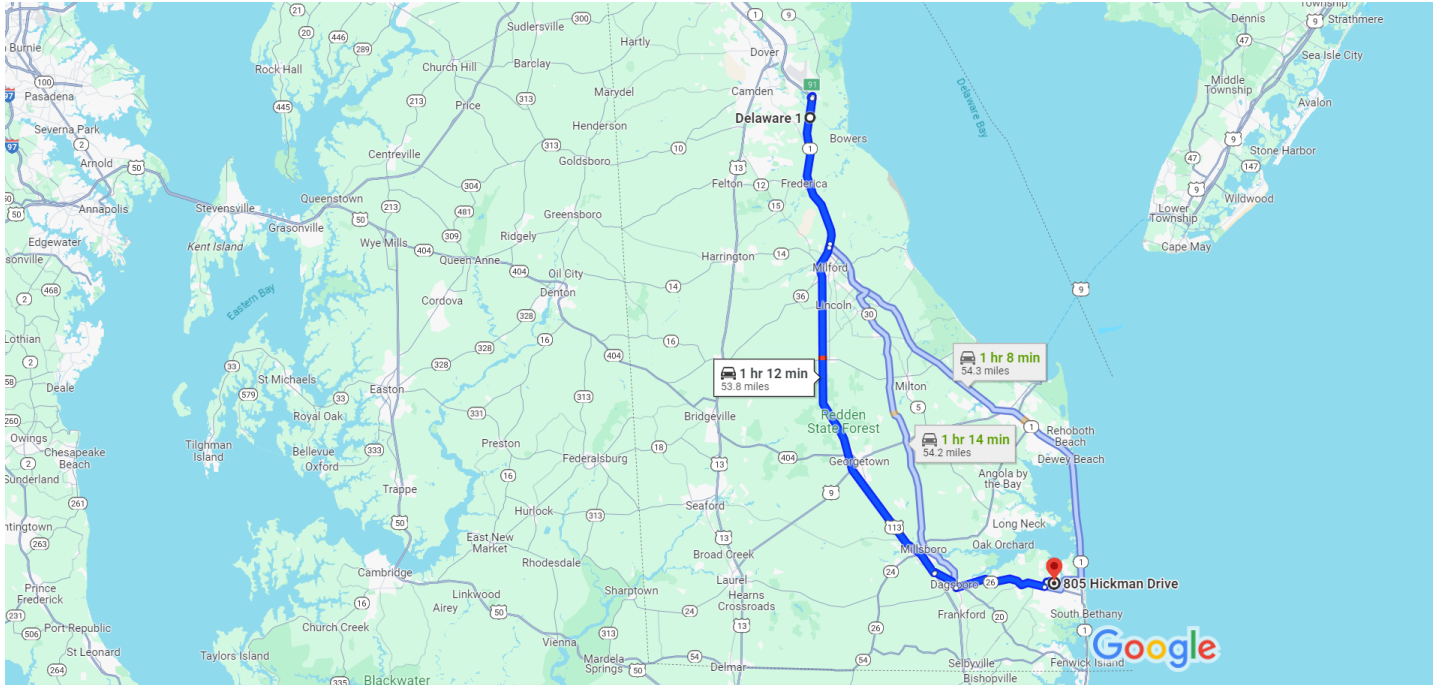 Township
Strathmere
Dennis
Sudlersville
Hartly
Dover
Sea Isle City
Burnie
Rock Hall
Church Hill
Barclay
Camden
Middle
Township
Pasadena
Price
Marydel
Avalon
Severna Park
Henderson
Delaware 1
Delaware Bay
Stone Harbor
Arnold
Centreville
Goldsboro
Bowers
Queenstown
Felton
Frederica
Wildwood
Annapolis
Stevensville
Greensboro
Lower
Township
Grasonville
Edgewater
Kent Island
Wye Mills
Ridgely
Harrington
Cape May
Queen Anne
Oil City
Milford
Eastern Bay
Cordova
Denton
Lincoln
Lothian
1 hr 8 min
54.3 miles
1 hr 12 min
53.8 miles
Deale
St Michaels
Easton
Milton
Royal Oak
Bridgeville
Redden
State Forest
Rehoboth
Beach
Owings
Tilghman
Island
Bellevue
Oxford
Preston
1 hr 14 min
54.2 miles
Chesapeake
Beach
Federalsburg
Georgetown
Dewey Beach
Sunderland
Trappe
Angola by
the Bay
Seaford
Hurlock
Long Neck
East New
Market
Oak Orchard
Millsboro
Broad Creek
Rhodesdale
Cambridge
Prince
Frederick
Laurel
Hearns
Crossroads
Sharptown
Dagsboro
805 Hickman Drive
Linkwood
Airey
Frankford
South Bethany
Port Republic
Church Creek
Vienna
Google
St Leonard
Taylors Island
Mardela
Springs
Delmar
Selbyville
Fenwick Island
Bishopville
Blackwater